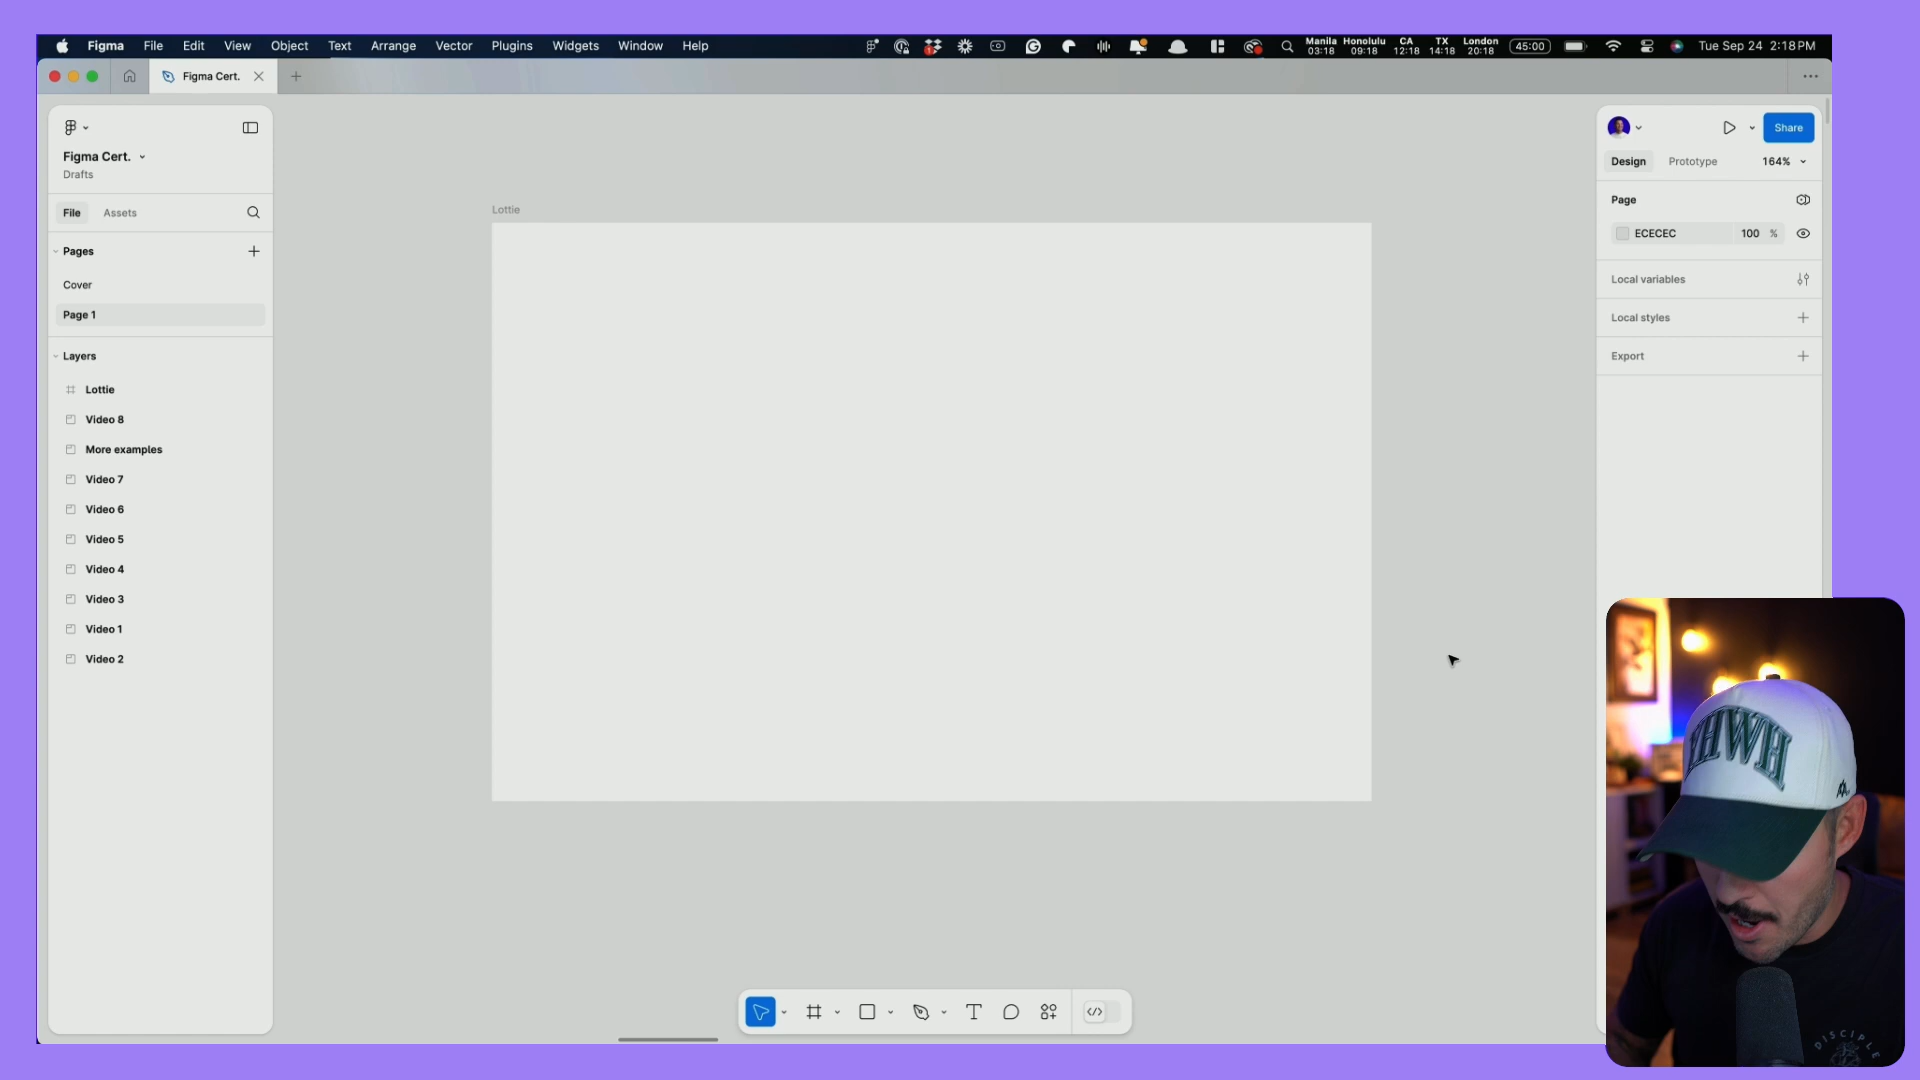 Figma File Edit View Object Text Arrange Vector Plugins Widgets Window Help
Manila Honolulu CA TX London
03:18 09:18 12:18 14:18 20:18
45:00
Tue Sep 24 2:18 PM
Figma Cert.
Figma Cert.
Drafts
File Assets
Pages
Cover
Page 1
Layers
Lottie
Video 8
More examples
Video 7
Video 6
Video 5
Video 4
Video 3
Video 1
Video 2
Lottie
Share
Design Prototype 164%
Page
ECECEC 100 %
Local variables
Local styles
Export
YHWH
DISCIPLE